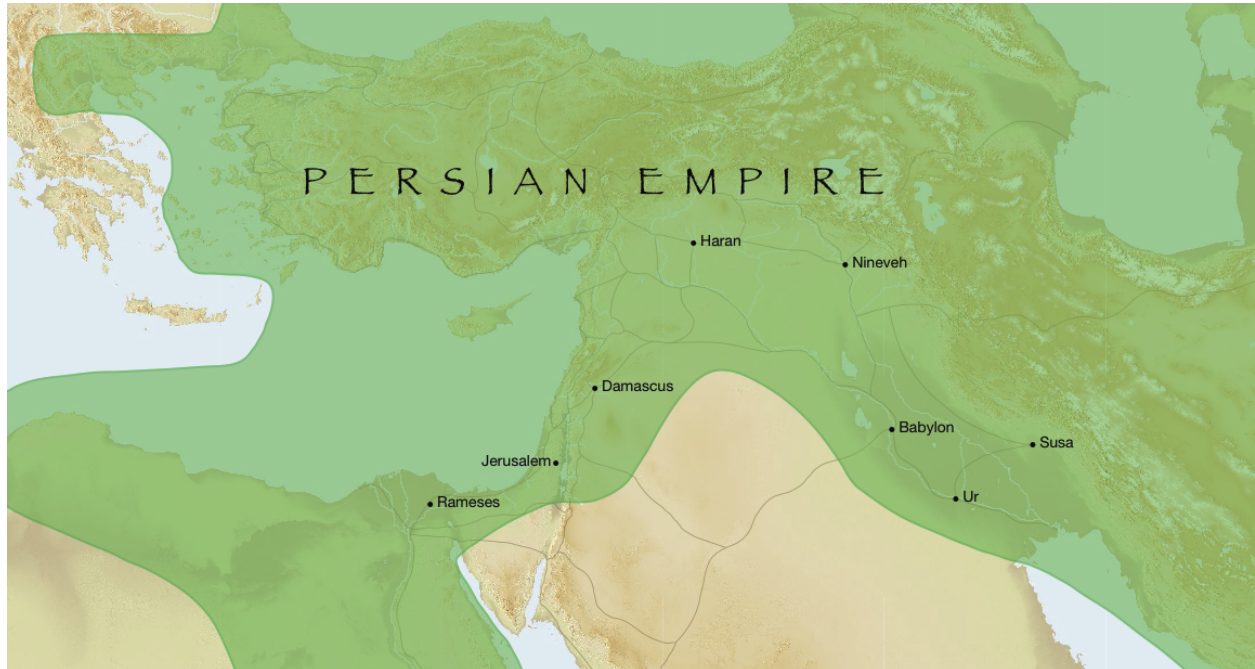 PERSIAN EMPIRE
Haran
Nineveh
Damascus
Babylon
Susa
Jerusalem
Ur
Rameses